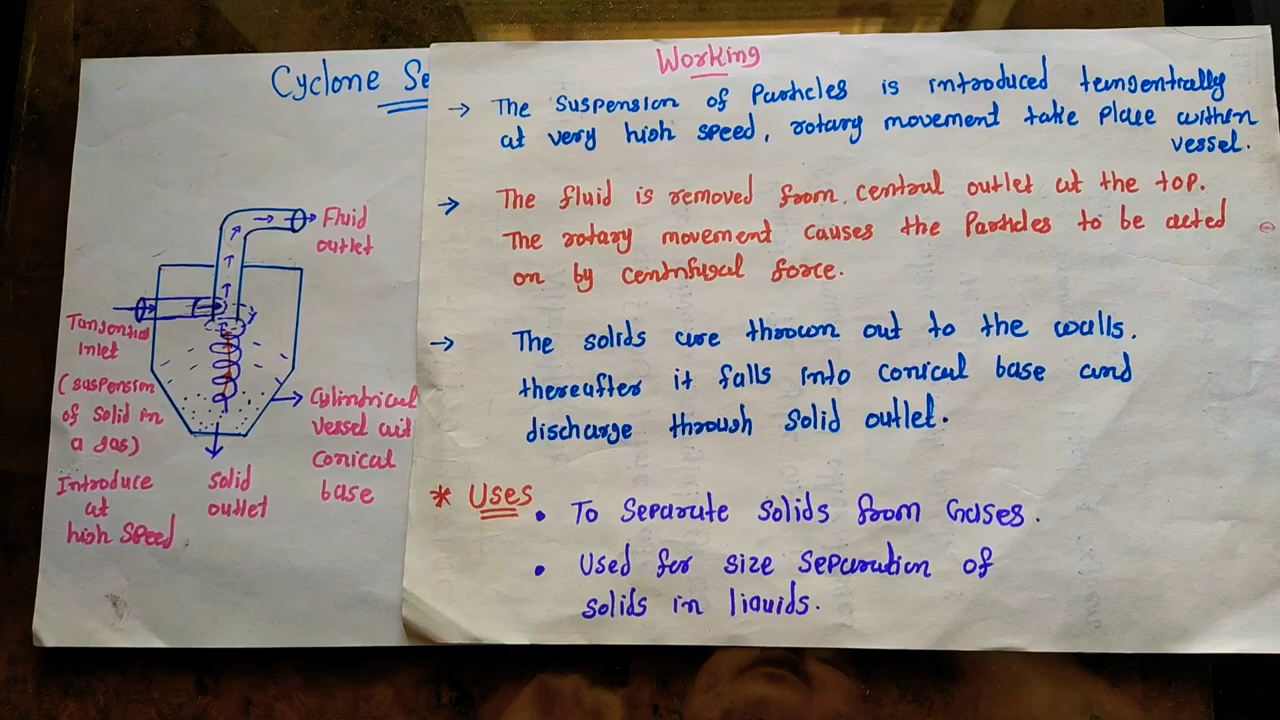 Cyclone Se
Fluid
outlet
Tangential
inlet
(suspension
of solid in
a gas)
Introduce
at
high speed
solid
outlet
Cylindrical
vessel wit
conical
base
Working
→ The suspension of Particles is introduced tengentrally
at very high speed, rotary movement take place within
vessel.
→ The fluid is removed from central outlet at the top.
The rotary movement causes the Particles to be acted
on by centrifugal force.
→ The solids are thrown out to the walls.
thereafter it falls into conical base and
discharge through solid outlet.
* Uses
• To Separate solids from Gases.
• Used for size separation of
solids in liquids.